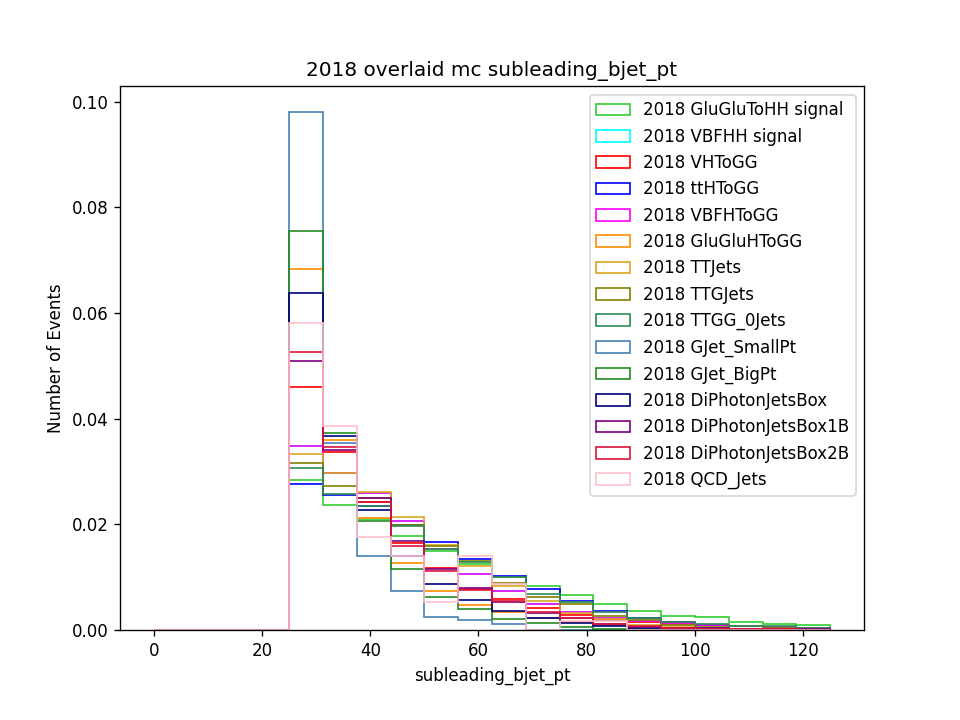 2018 overlaid mc subleading_bjet_pt
0.10
0.08
0.06
0.04
0.02
0.00
Number of Events
2018 GluGluToHH signal
2018 VBFHH signal
2018 VHToGG
2018 ttHToGG
2018 VBFHToGG
2018 GluGluHToGG
2018 TTJets
2018 TTGJets
2018 TTGG_0Jets
2018 GJet_SmallPt
2018 GJet_BigPt
2018 DiPhotonJetsBox
2018 DiPhotonJetsBox1B
2018 DiPhotonJetsBox2B
2018 QCD_Jets
0 20 40 60 80 100 120
subleading_bjet_pt